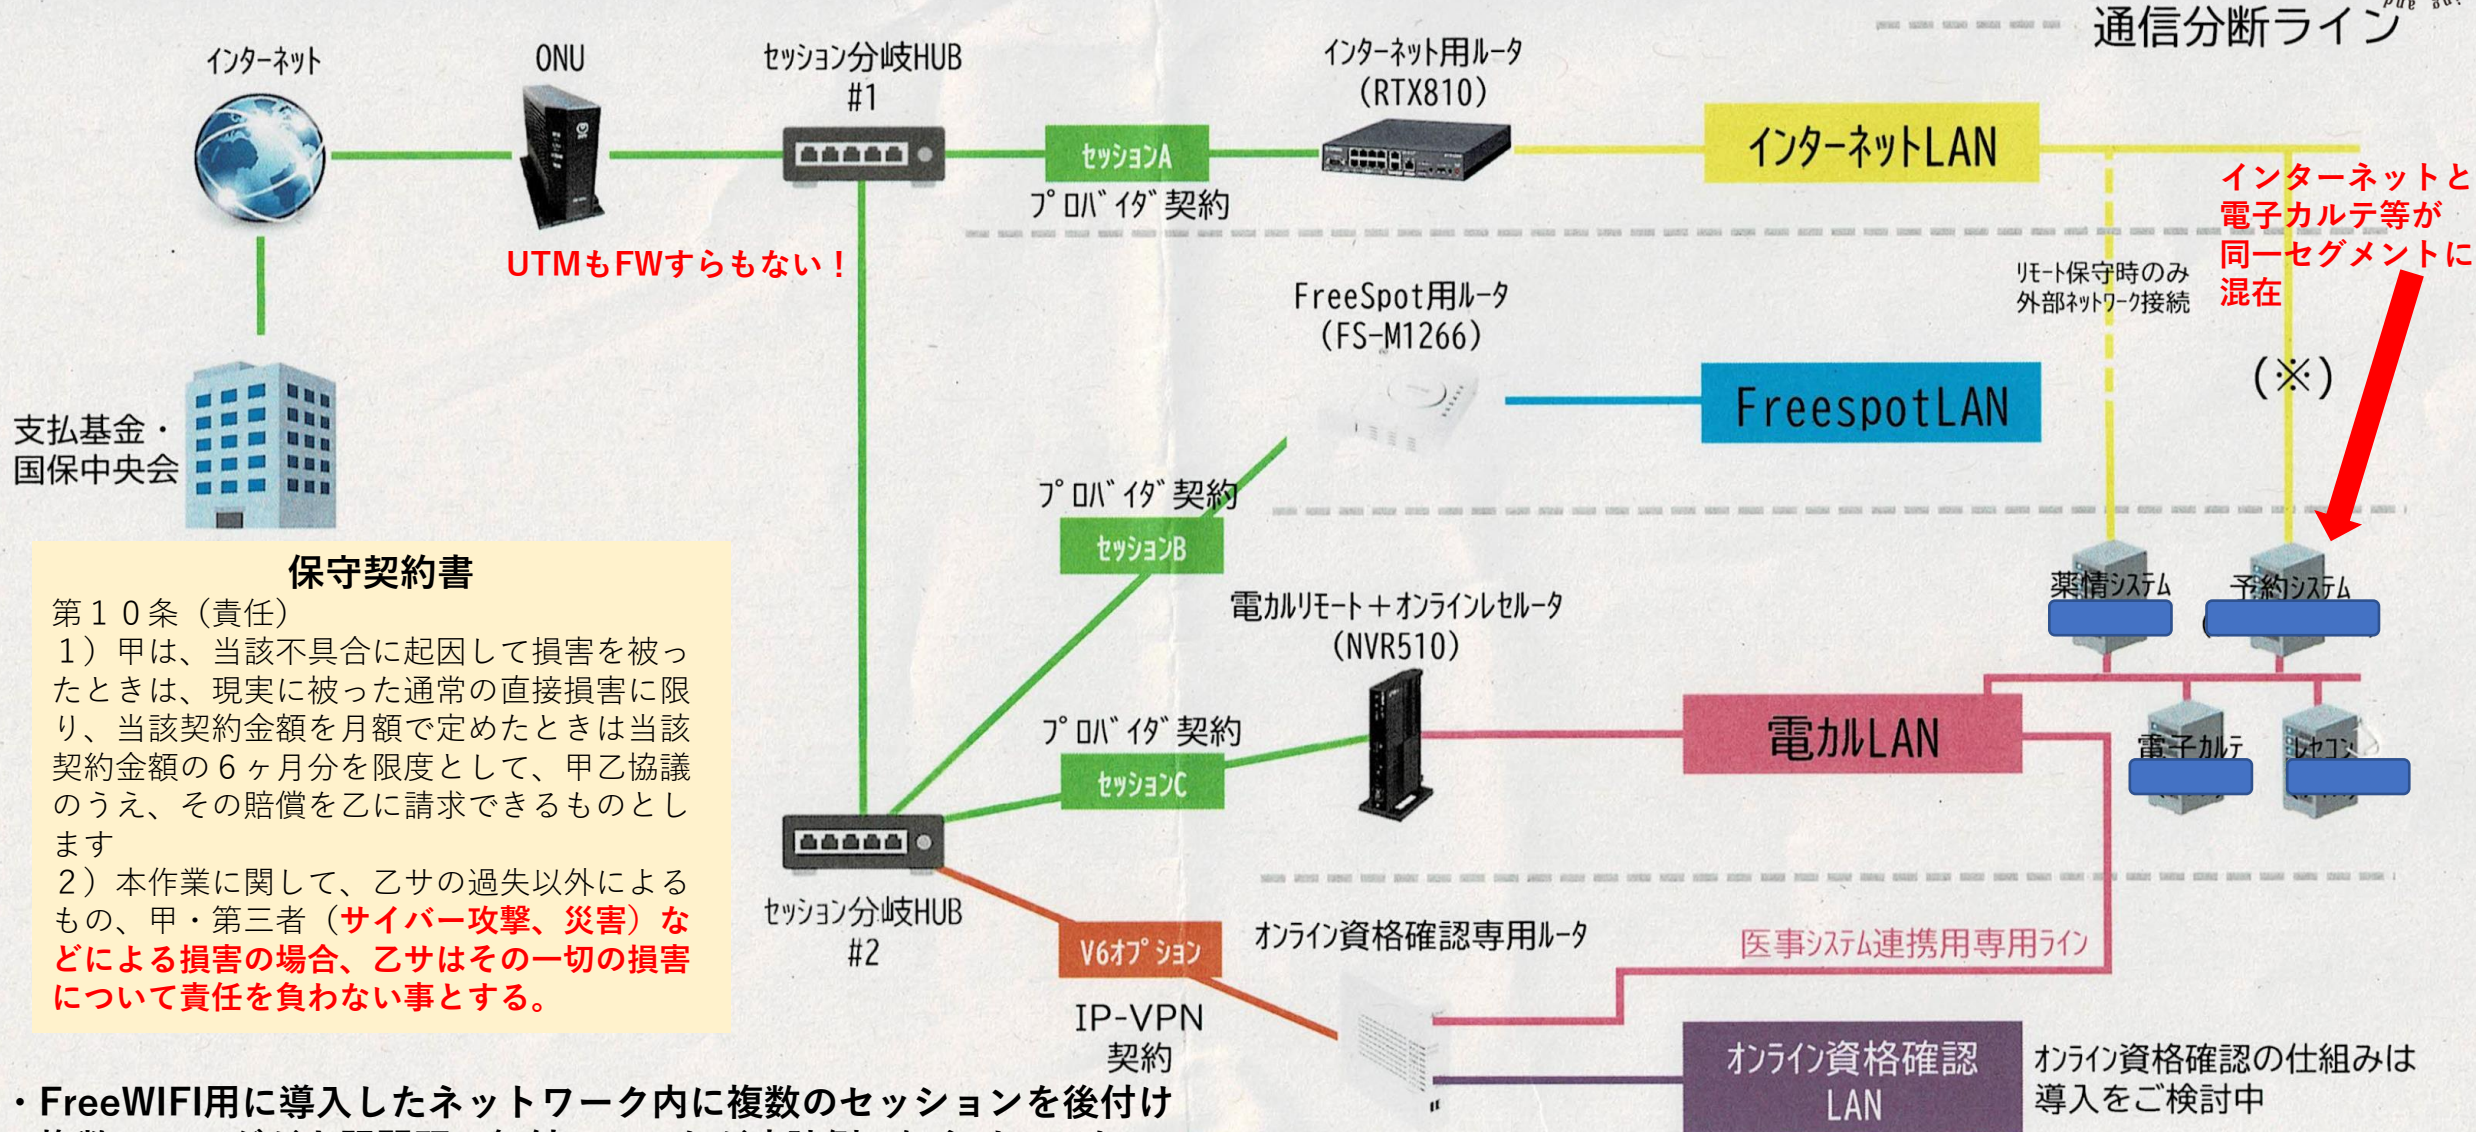 通信分断ライン
インターネット
ONU
セッション分岐HUB
#1
インターネット用ルータ
(RTX810)
セッションA
プロバイダ契約
インターネットLAN
インターネットと
電子カルテ等が
同一セグメントに
混在
UTMもFWすらもない！
リモート保守時のみ
外部ネットワーク接続
FreeSpot用ルータ
(FS-M1266)
(※)
FreespotLAN
支払基金・
国保中央会
プロバイダ契約
セッションB
薬情システム
予約システム
電カルリモート＋オンラインレセルータ
(NVR510)
プロバイダ契約
セッションC
電カルLAN
電子カルテ
レセコン
保守契約書
第１０条（責任）
１）甲は、当該不具合に起因して損害を被っ
たときは、現実に被った通常の直接損害に限
り、当該契約金額を月額で定めたときは当該
契約金額の６ヶ月分を限度として、甲乙協議
のうえ、その賠償を乙に請求できるものとし
ます
２）本作業に関して、乙サの過失以外による
もの、甲・第三者（サイバー攻撃、災害）な
どによる損害の場合、乙サはその一切の損害
について責任を負わない事とする。
セッション分岐HUB
#2
V6オプション
IP-VPN
契約
オンライン資格確認専用ルータ
医事システム連携用専用ライン
オンライン資格確認
LAN
オンライン資格確認の仕組みは
導入をご検討中
・FreeWIFI用に導入したネットワーク内に複数のセッションを後付け